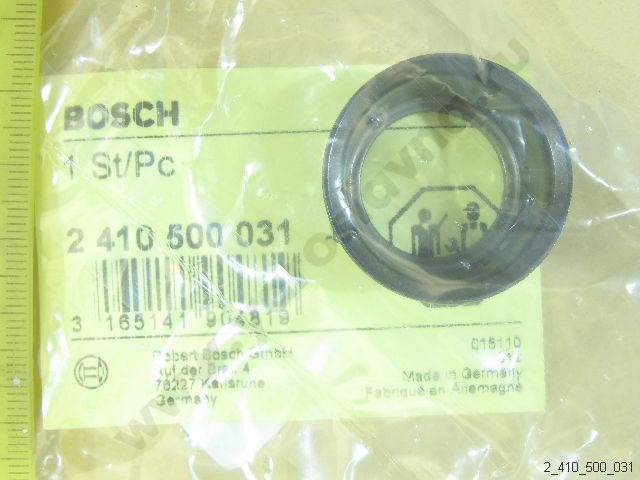 BOSCH
1 St/Pc
2 410 500 031
3 165141 904819
Robert Bosch GmbH
Auf der Breit 4
76227 Karlsruhe
Germany
015110
Made in Germany
Fabriqué en Allemagne
2_410_500_031